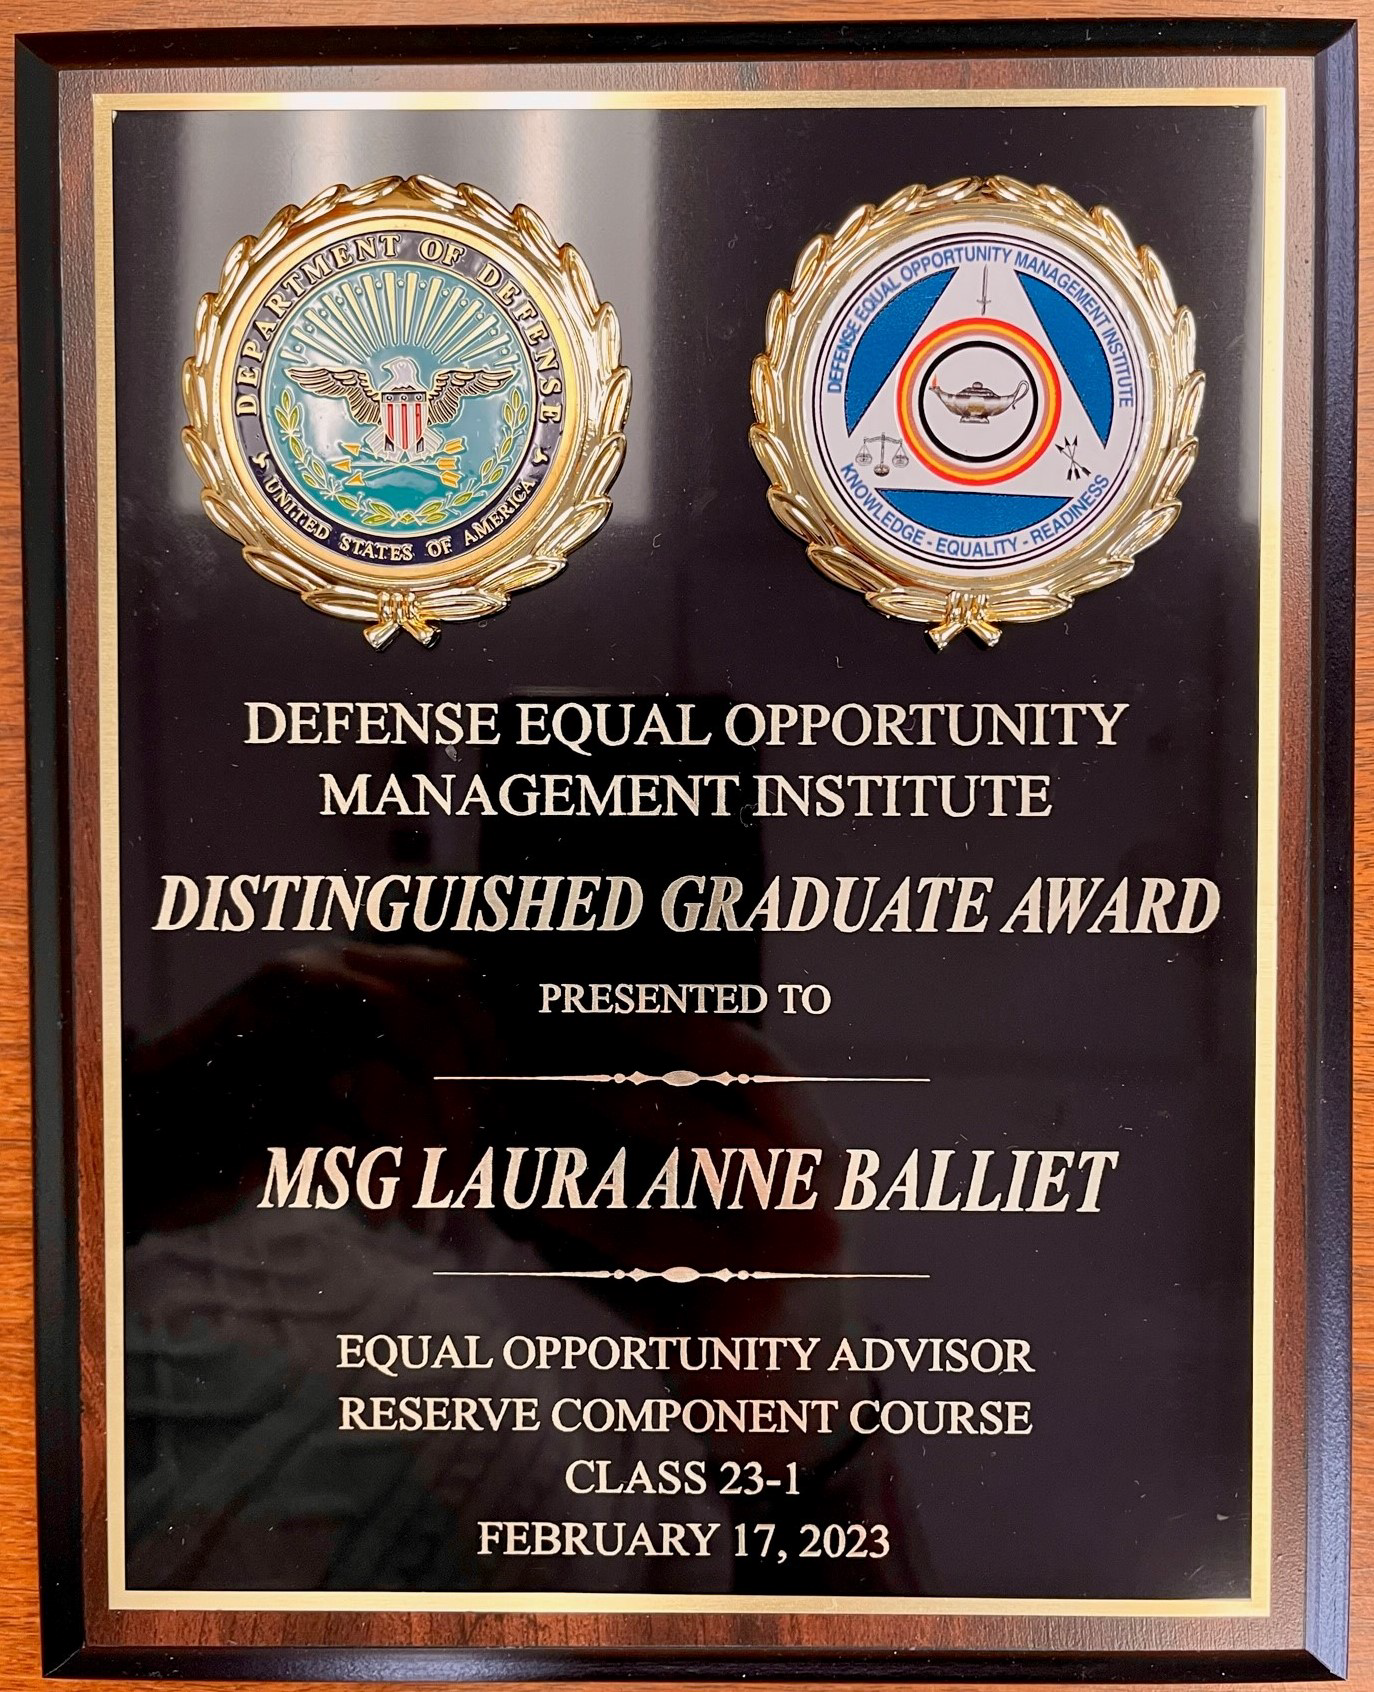 DEPARTMENT OF DEFENSE
UNITED STATES OF AMERICA
DEFENSE EQUAL OPPORTUNITY MANAGEMENT INSTITUTE
KNOWLEDGE - EQUALITY - READINESS
DEFENSE EQUAL OPPORTUNITY
MANAGEMENT INSTITUTE
DISTINGUISHED GRADUATE AWARD
PRESENTED TO
MSG LAURA ANNE BALLIET
EQUAL OPPORTUNITY ADVISOR
RESERVE COMPONENT COURSE
CLASS 23-1
FEBRUARY 17, 2023